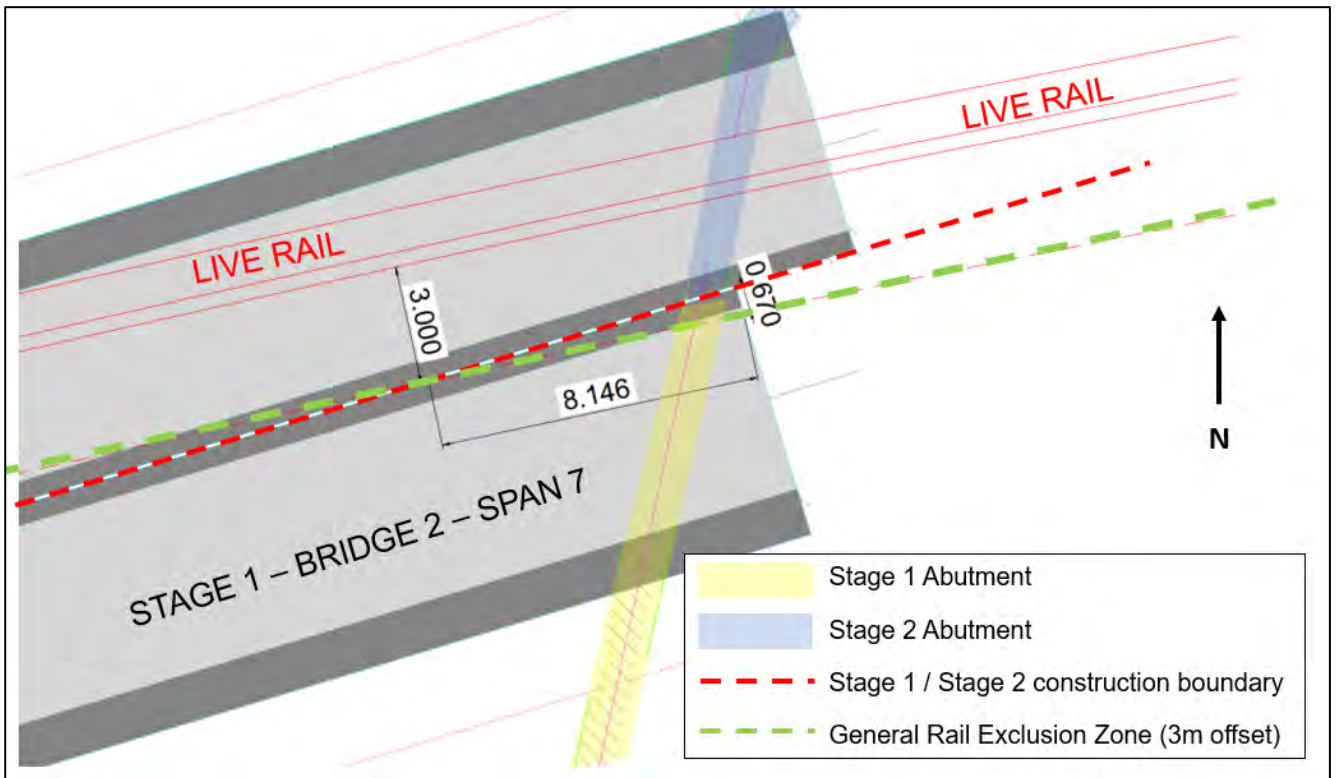 LIVE RAIL
LIVE RAIL
3.000
0.670
8.146
N
STAGE 1 – BRIDGE 2 – SPAN 7
Stage 1 Abutment
Stage 2 Abutment
Stage 1 / Stage 2 construction boundary
General Rail Exclusion Zone (3m offset)